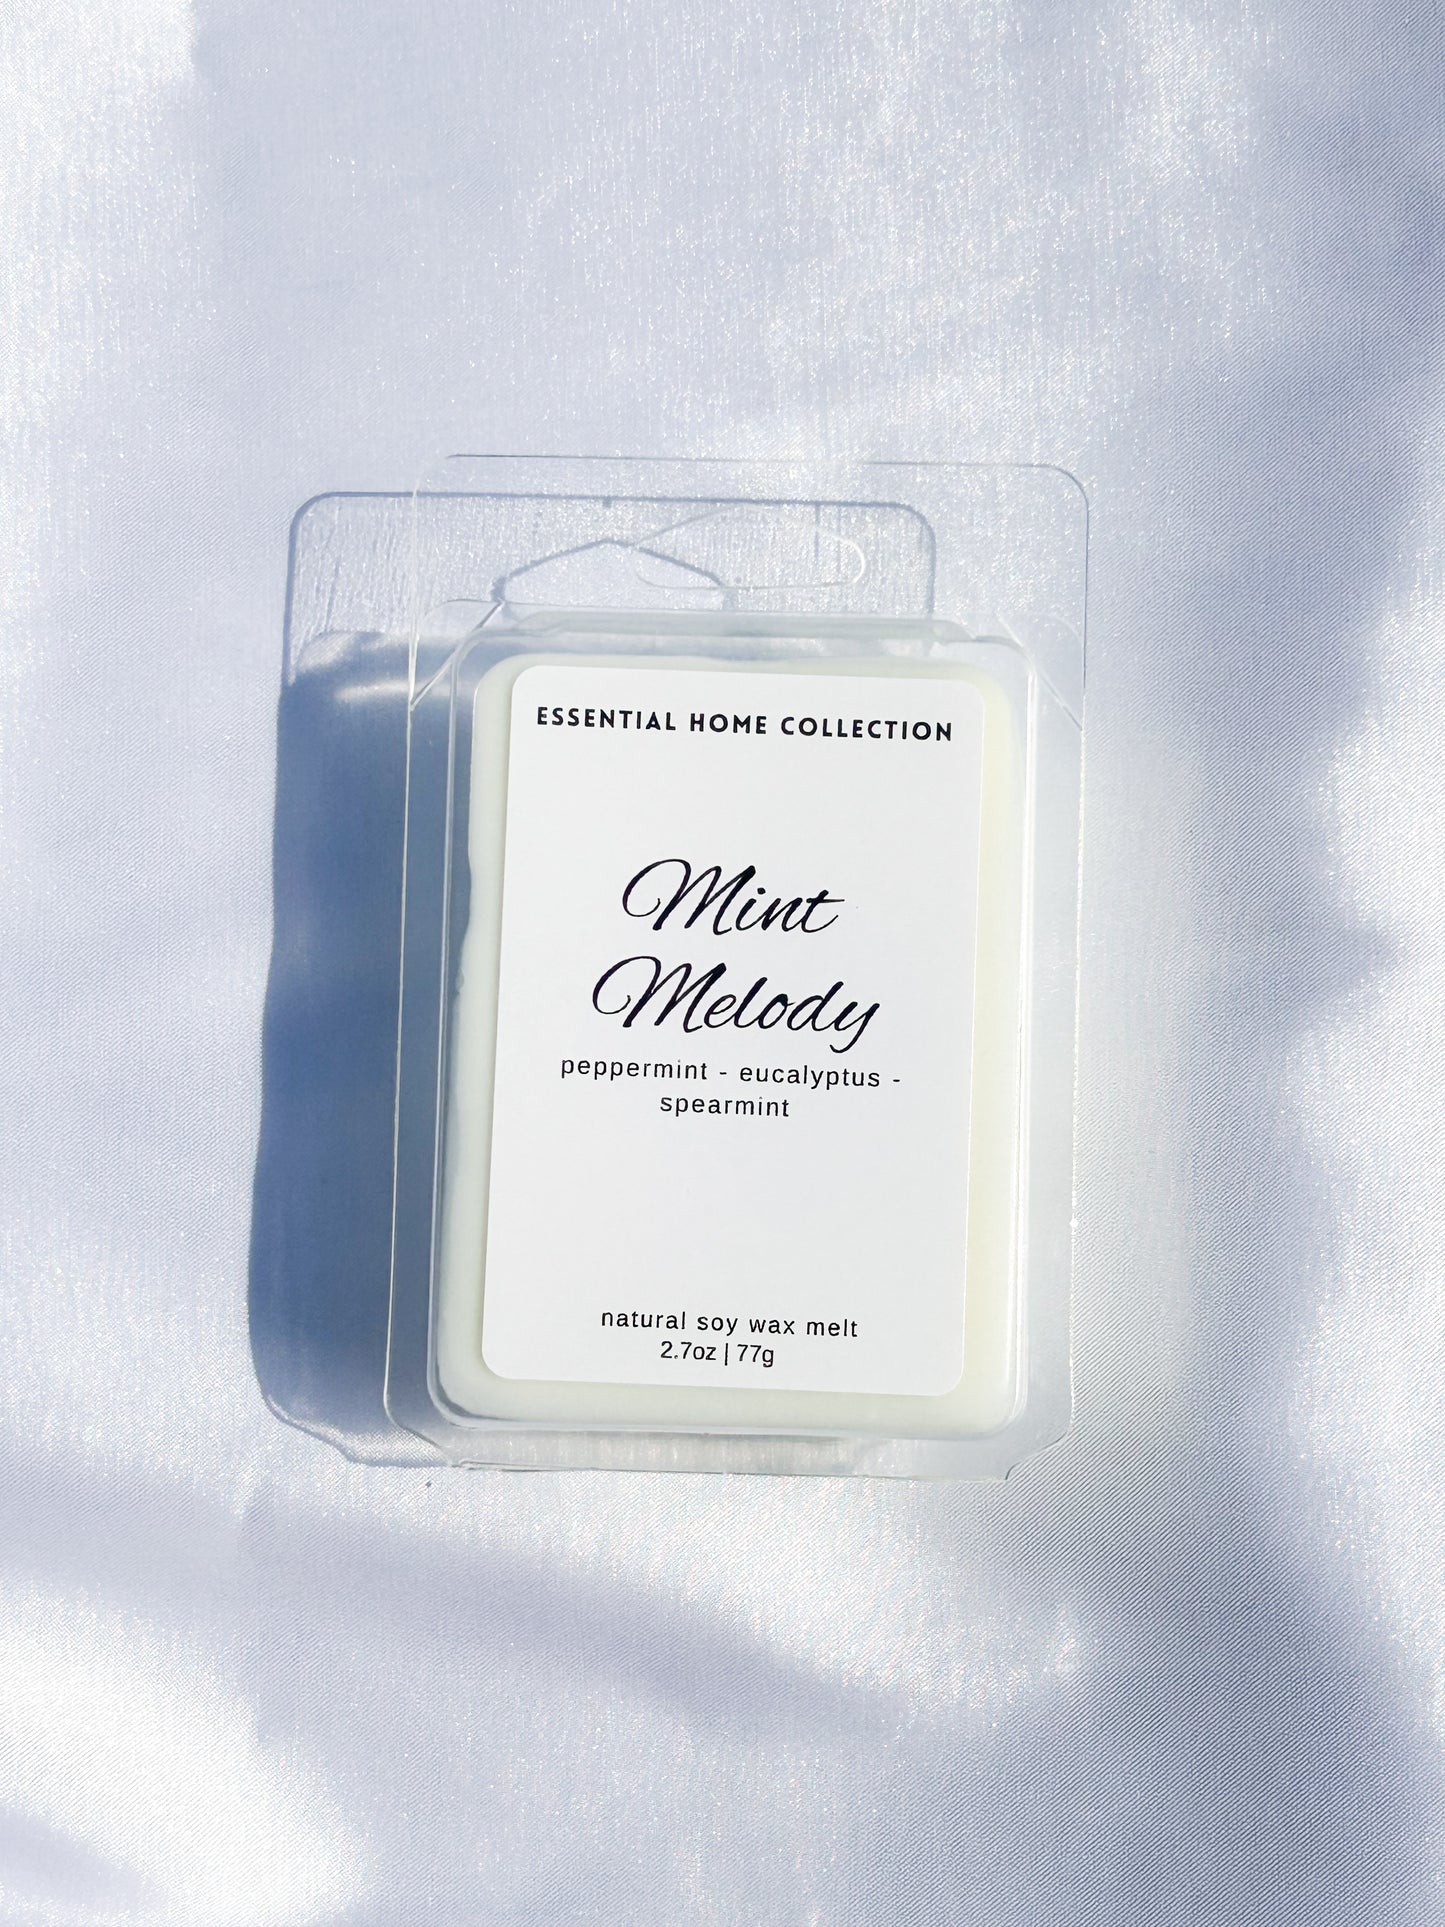 ESSENTIAL HOME COLLECTION
Mint
Melody
peppermint - eucalyptus -
spearmint
natural soy wax melt
2.7oz | 77g